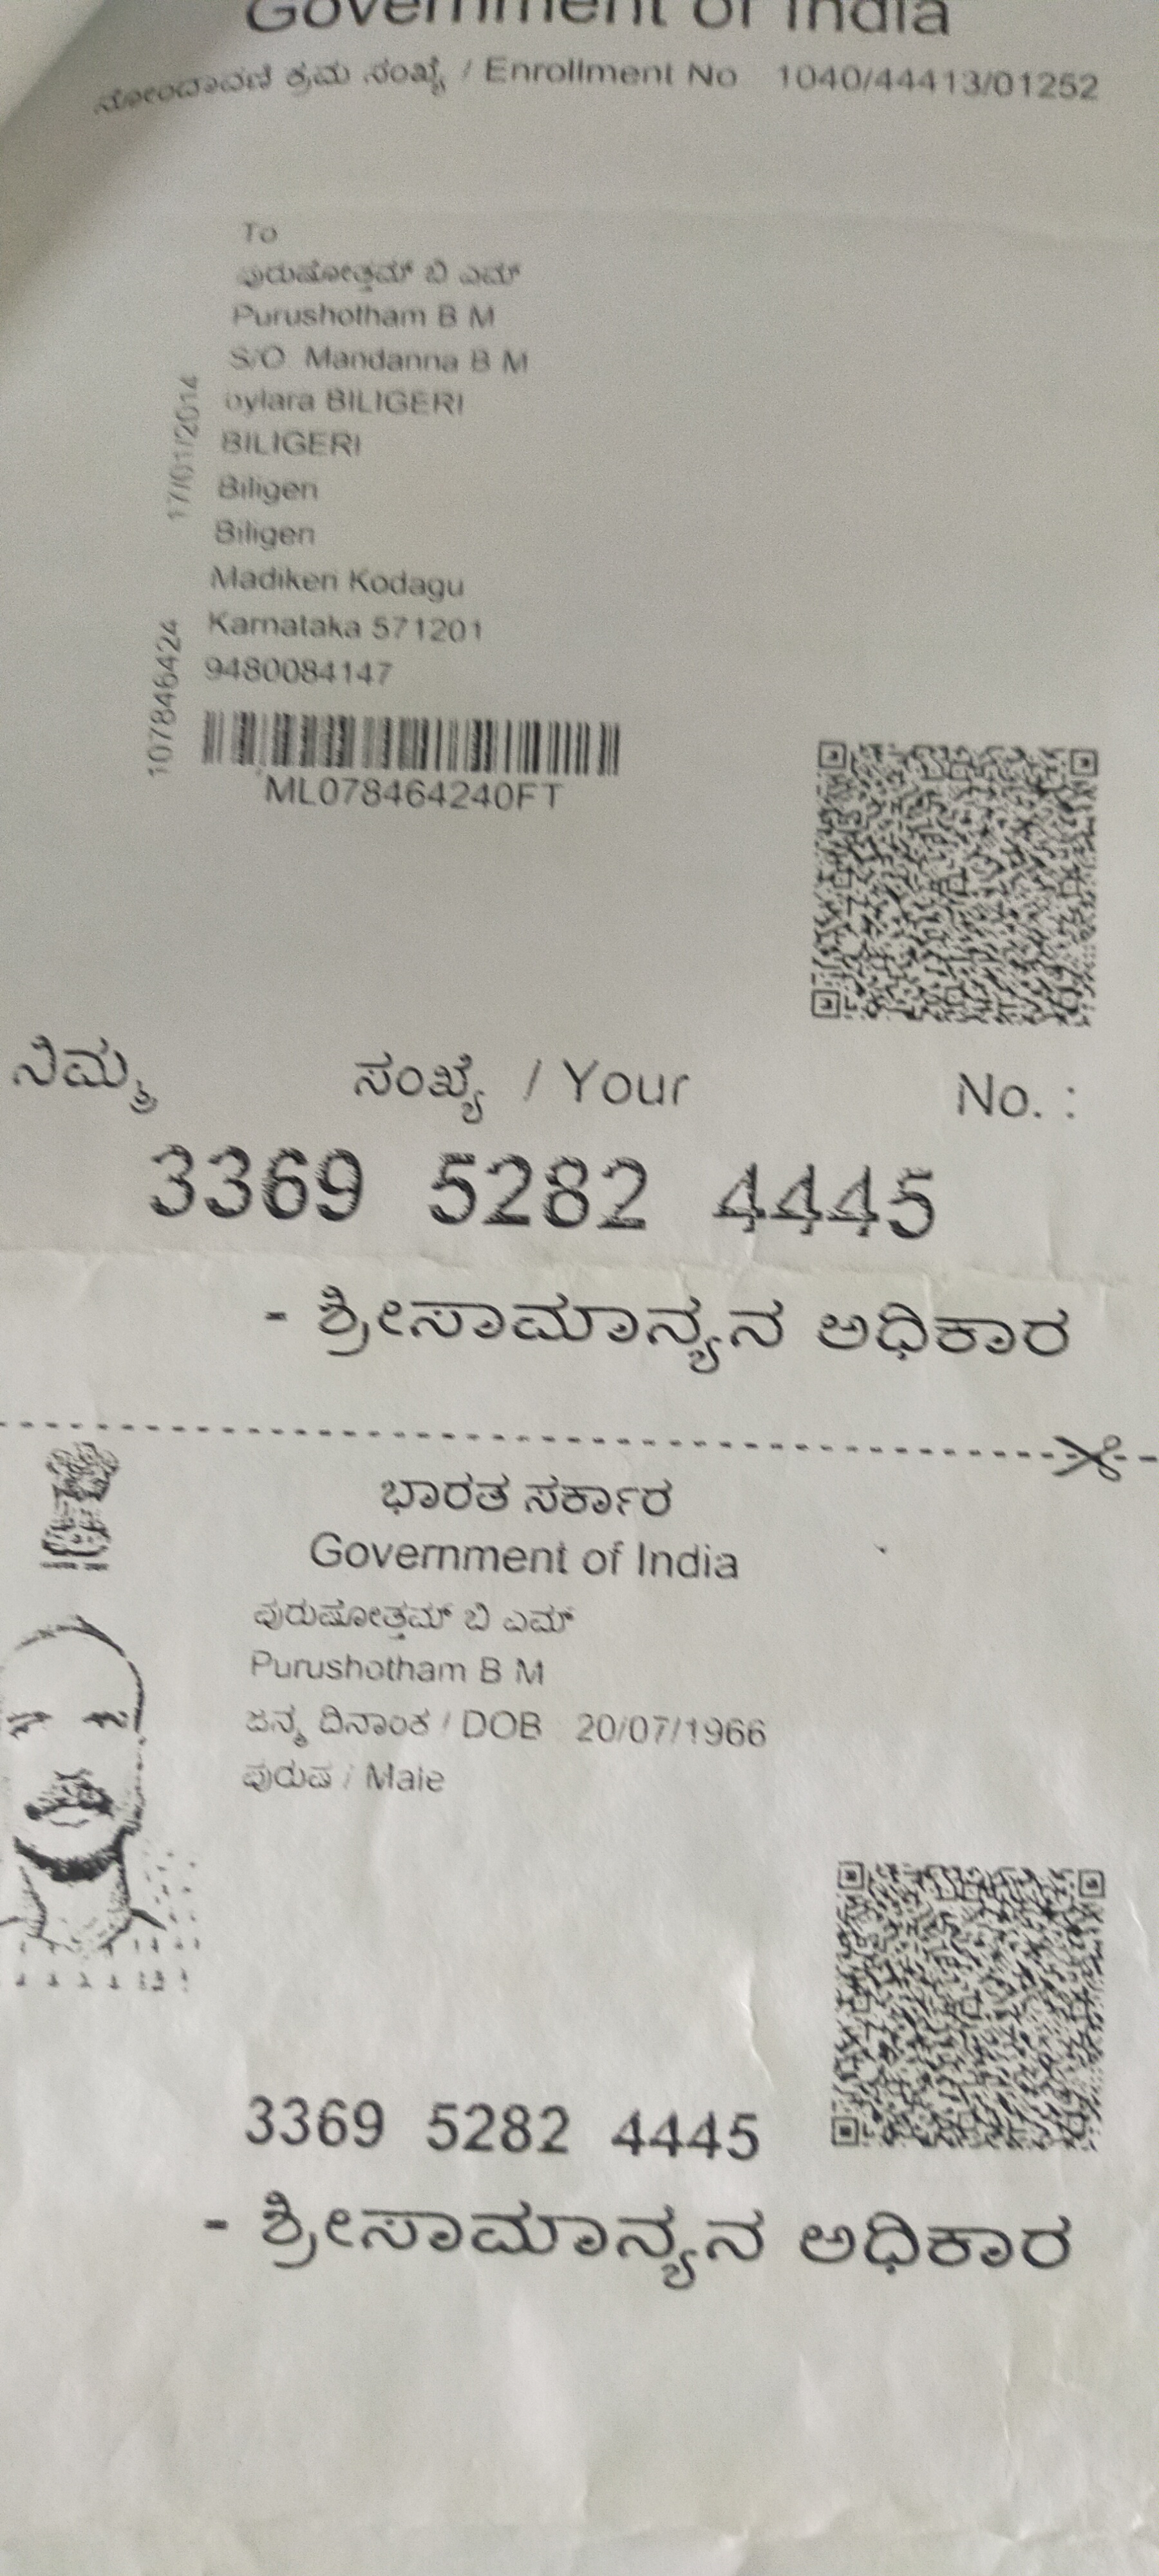 Government of India
ನೋಂದಾವಣೆ ಕ್ರಮ ಸಂಖ್ಯೆ / Enrollment No 1040/44413/01252
To
ಪುರುಷೋತ್ತಮ್ ಬಿ ಎಮ್
Purushotham B M
S/O Mandanna B M
oylara BILIGERI
BILIGERI
Biligeri
Biligeri
Madikeri Kodagu
Karnataka 571201
9480084147
17/01/2014
107846424
ML078464240FT
ನಿಮ್ಮ ಸಂಖ್ಯೆ / Your No. :
3369 5282 4445
- ಶ್ರೀಸಾಮಾನ್ಯನ ಅಧಿಕಾರ
ಭಾರತ ಸರ್ಕಾರ
Government of India
ಪುರುಷೋತ್ತಮ್ ಬಿ ಎಮ್
Purushotham B M
ಜನ್ಮ ದಿನಾಂಕ / DOB : 20/07/1966
ಪುರುಷ / Male
3369 5282 4445
- ಶ್ರೀಸಾಮಾನ್ಯನ ಅಧಿಕಾರ